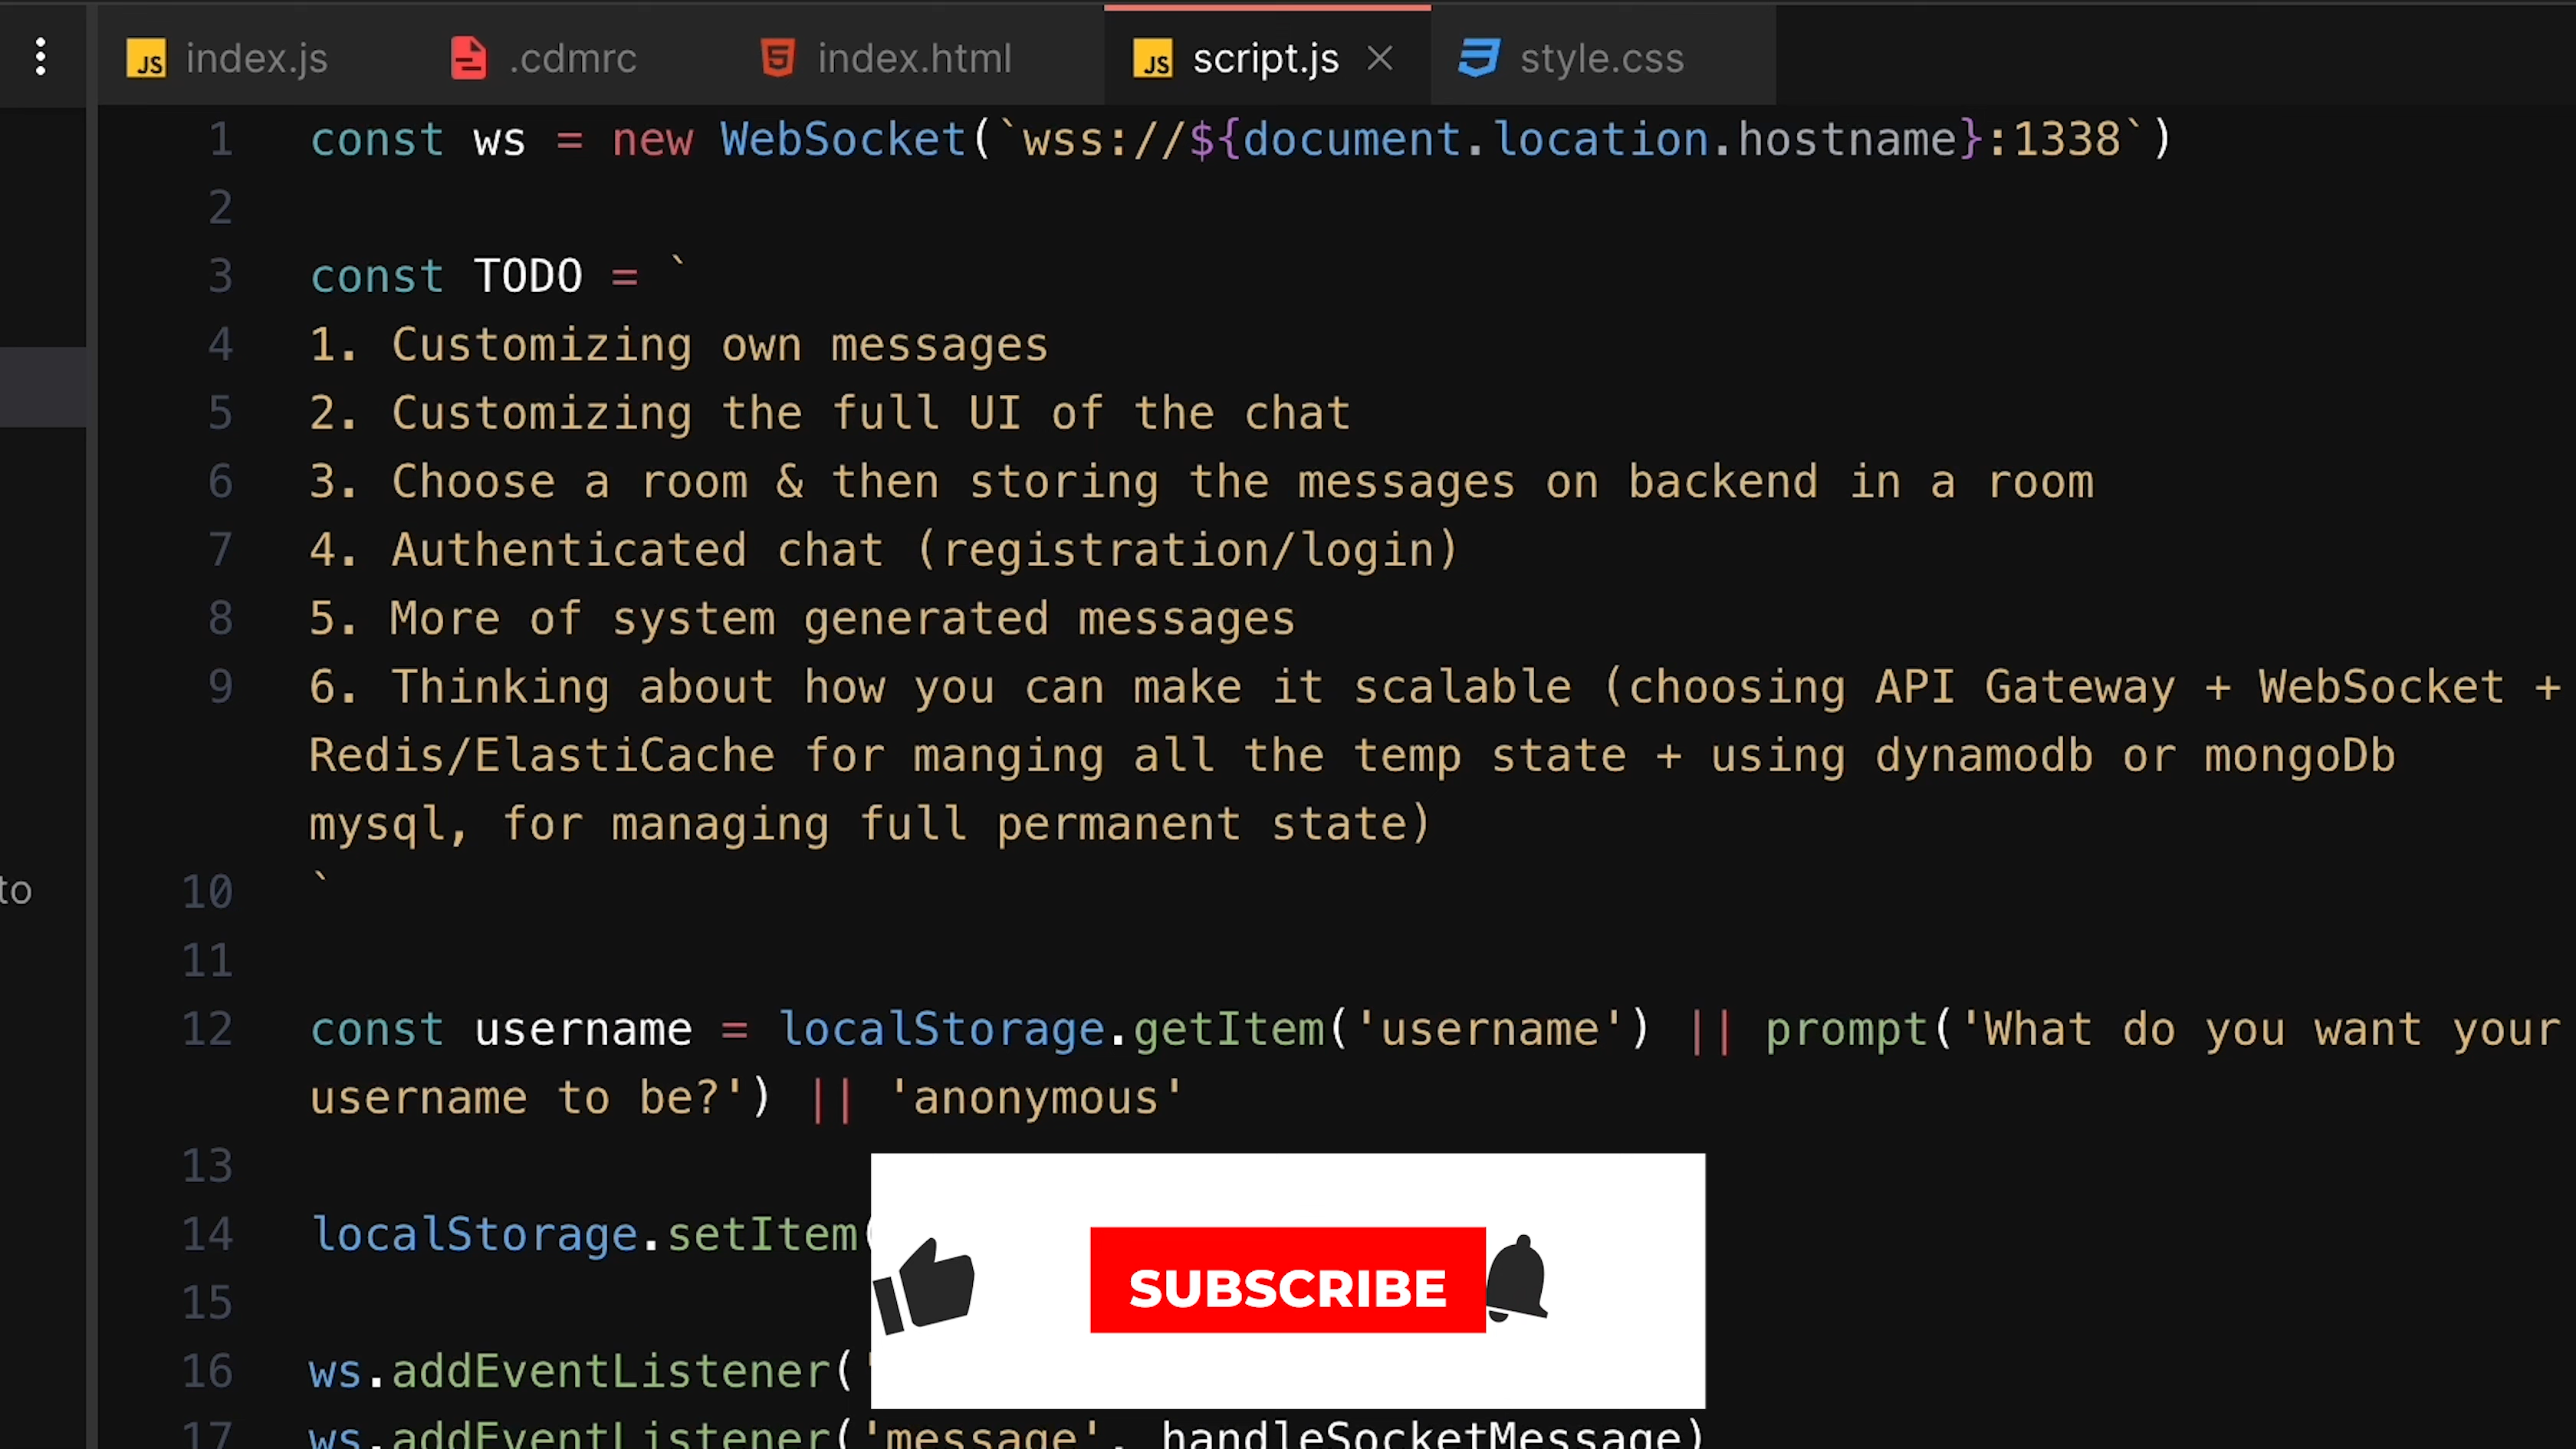 index.js .cdmrc index.html script.js style.css
1 const ws = new WebSocket(`wss://${document.location.hostname}:1338`)
2
3 const TODO = `
4 1. Customizing own messages
5 2. Customizing the full UI of the chat
6 3. Choose a room & then storing the messages on backend in a room
7 4. Authenticated chat (registration/login)
8 5. More of system generated messages
9 6. Thinking about how you can make it scalable (choosing API Gateway + WebSocket +
Redis/ElastiCache for manging all the temp state + using dynamodb or mongoDb
mysql, for managing full permanent state)
to
10 `
11
12 const username = localStorage.getItem('username') || prompt('What do you want your
username to be?') || 'anonymous'
13
14 localStorage.setItem(
SUBSCRIBE
15
16 ws.addEventListener('
17 ws.addEventListener('message', handleSocketMessage)